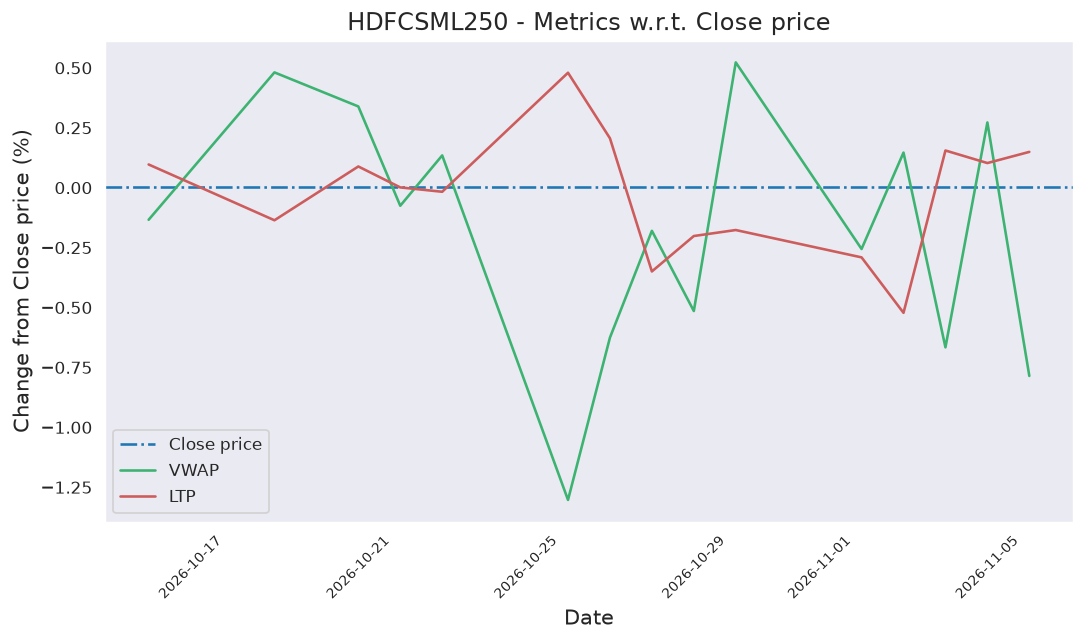 HDFCSML250 - Metrics w.r.t. Close price
Change from Close price (%)
0.50
0.25
0.00
−0.25
−0.50
−0.75
−1.00
−1.25
Close price
VWAP
LTP
2026-10-17
2026-10-21
2026-10-25
2026-10-29
2026-11-01
2026-11-05
Date